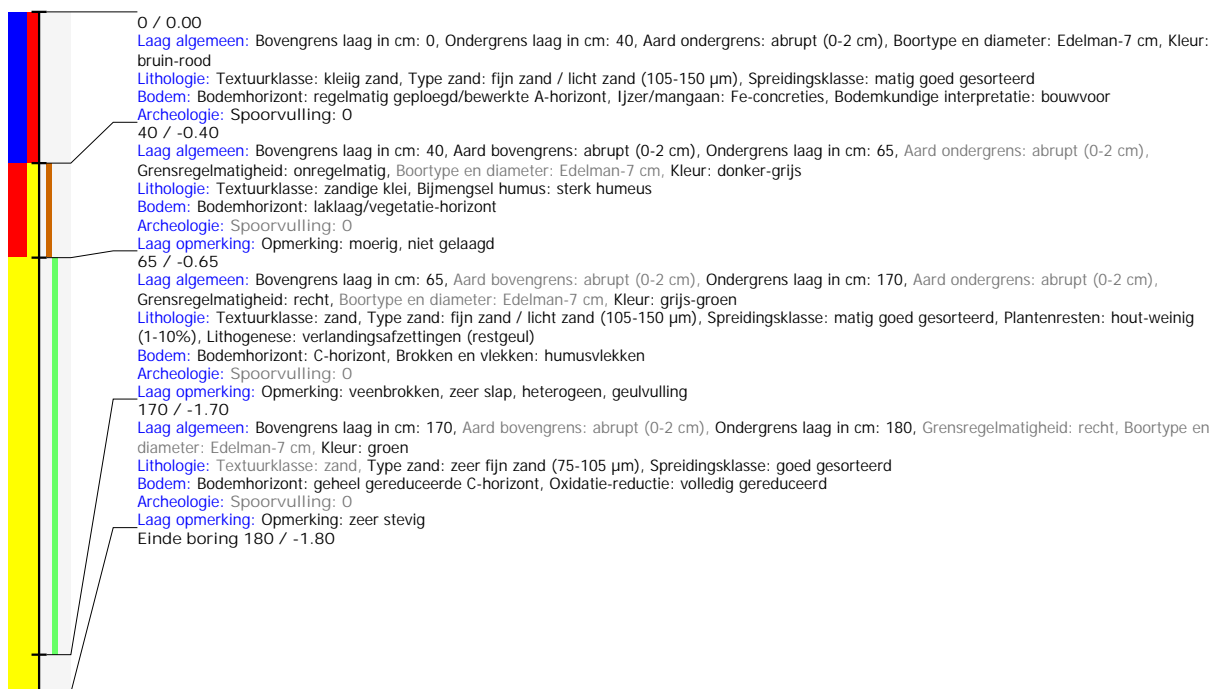 0 / 0.00
Laag algemeen: Bovengrens laag in cm: 0, Ondergrens laag in cm: 40, Aard ondergrens: abrupt (0-2 cm), Boortype en diameter: Edelman-7 cm, Kleur:
bruin-rood
Lithologie: Textuurklasse: kleiig zand, Type zand: fijn zand / licht zand (105-150 µm), Spreidingsklasse: matig goed gesorteerd
Bodem: Bodemhorizont: regelmatig geploegd/bewerkte A-horizont, Ijzer/mangaan: Fe-concreties, Bodemkundige interpretatie: bouwvoor
Archeologie: Spoorvulling: 0
40 / -0.40
Laag algemeen: Bovengrens laag in cm: 40, Aard bovengrens: abrupt (0-2 cm), Ondergrens laag in cm: 65, Aard ondergrens: abrupt (0-2 cm),
Grensregelmatigheid: onregelmatig, Boortype en diameter: Edelman-7 cm, Kleur: donker-grijs
Lithologie: Textuurklasse: zandige klei, Bijmengsel humus: sterk humeus
Bodem: Bodemhorizont: laklaag/vegetatie-horizont
Archeologie: Spoorvulling: 0
Laag opmerking: Opmerking: moerig, niet gelaagd
65 / -0.65
Laag algemeen: Bovengrens laag in cm: 65, Aard bovengrens: abrupt (0-2 cm), Ondergrens laag in cm: 170, Aard ondergrens: abrupt (0-2 cm),
Grensregelmatigheid: recht, Boortype en diameter: Edelman-7 cm, Kleur: grijs-groen
Lithologie: Textuurklasse: zand, Type zand: fijn zand / licht zand (105-150 µm), Spreidingsklasse: matig goed gesorteerd, Plantenresten: hout-weinig
(1-10%), Lithogenese: verlandingsafzettingen (restgeul)
Bodem: Bodemhorizont: C-horizont, Brokken en vlekken: humusvlekken
Archeologie: Spoorvulling: 0
Laag opmerking: Opmerking: veenbrokken, zeer slap, heterogeen, geulvulling
170 / -1.70
Laag algemeen: Bovengrens laag in cm: 170, Aard bovengrens: abrupt (0-2 cm), Ondergrens laag in cm: 180, Grensregelmatigheid: recht, Boortype en
diameter: Edelman-7 cm, Kleur: groen
Lithologie: Textuurklasse: zand, Type zand: zeer fijn zand (75-105 µm), Spreidingsklasse: goed gesorteerd
Bodem: Bodemhorizont: geheel gereduceerde C-horizont, Oxidatie-reductie: volledig gereduceerd
Archeologie: Spoorvulling: 0
Laag opmerking: Opmerking: zeer stevig
Einde boring 180 / -1.80